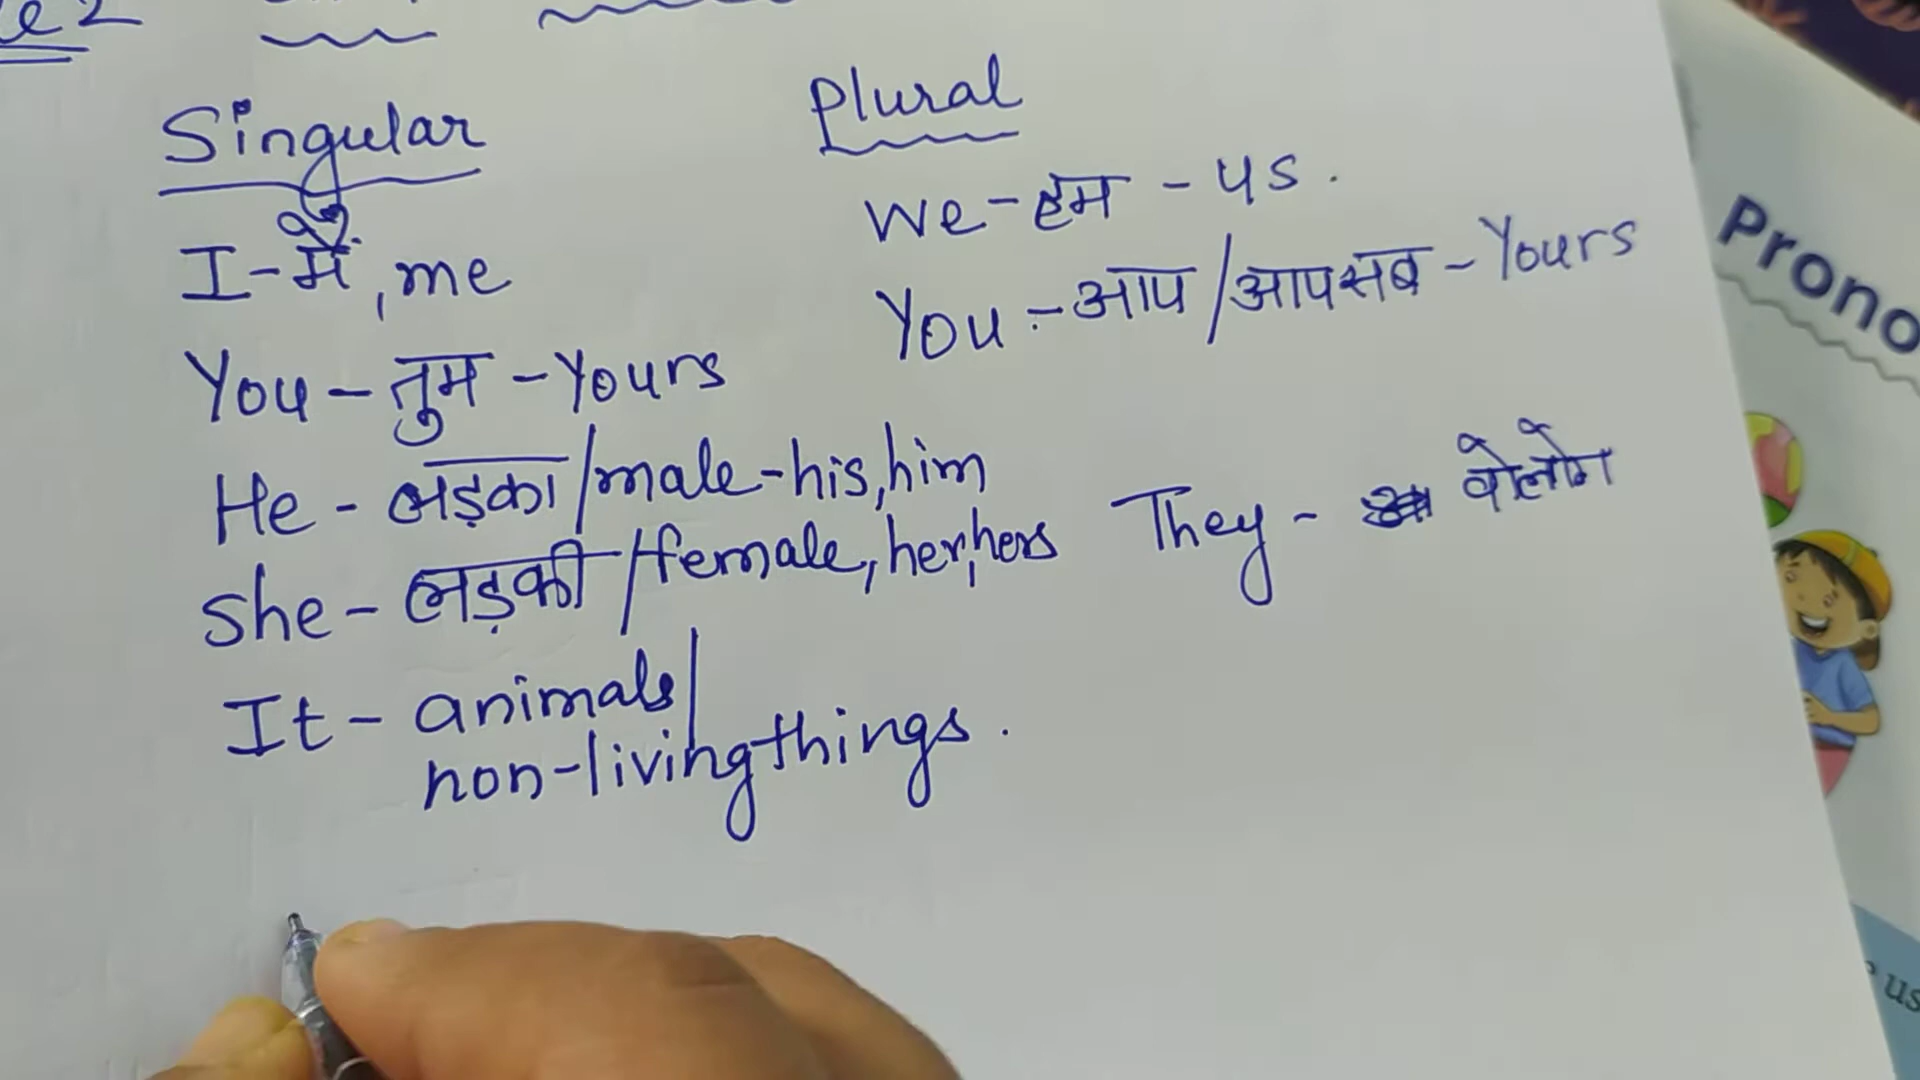 Singular
I-मैं, me
You - तुम - Yours
He - लड़का/male-his, him
She - लड़की/female, her, hers
It - animals/
non-living things.
Plural
We - हम - us.
You - आप/आपसब - Yours
They - वोलोग
Prono
us